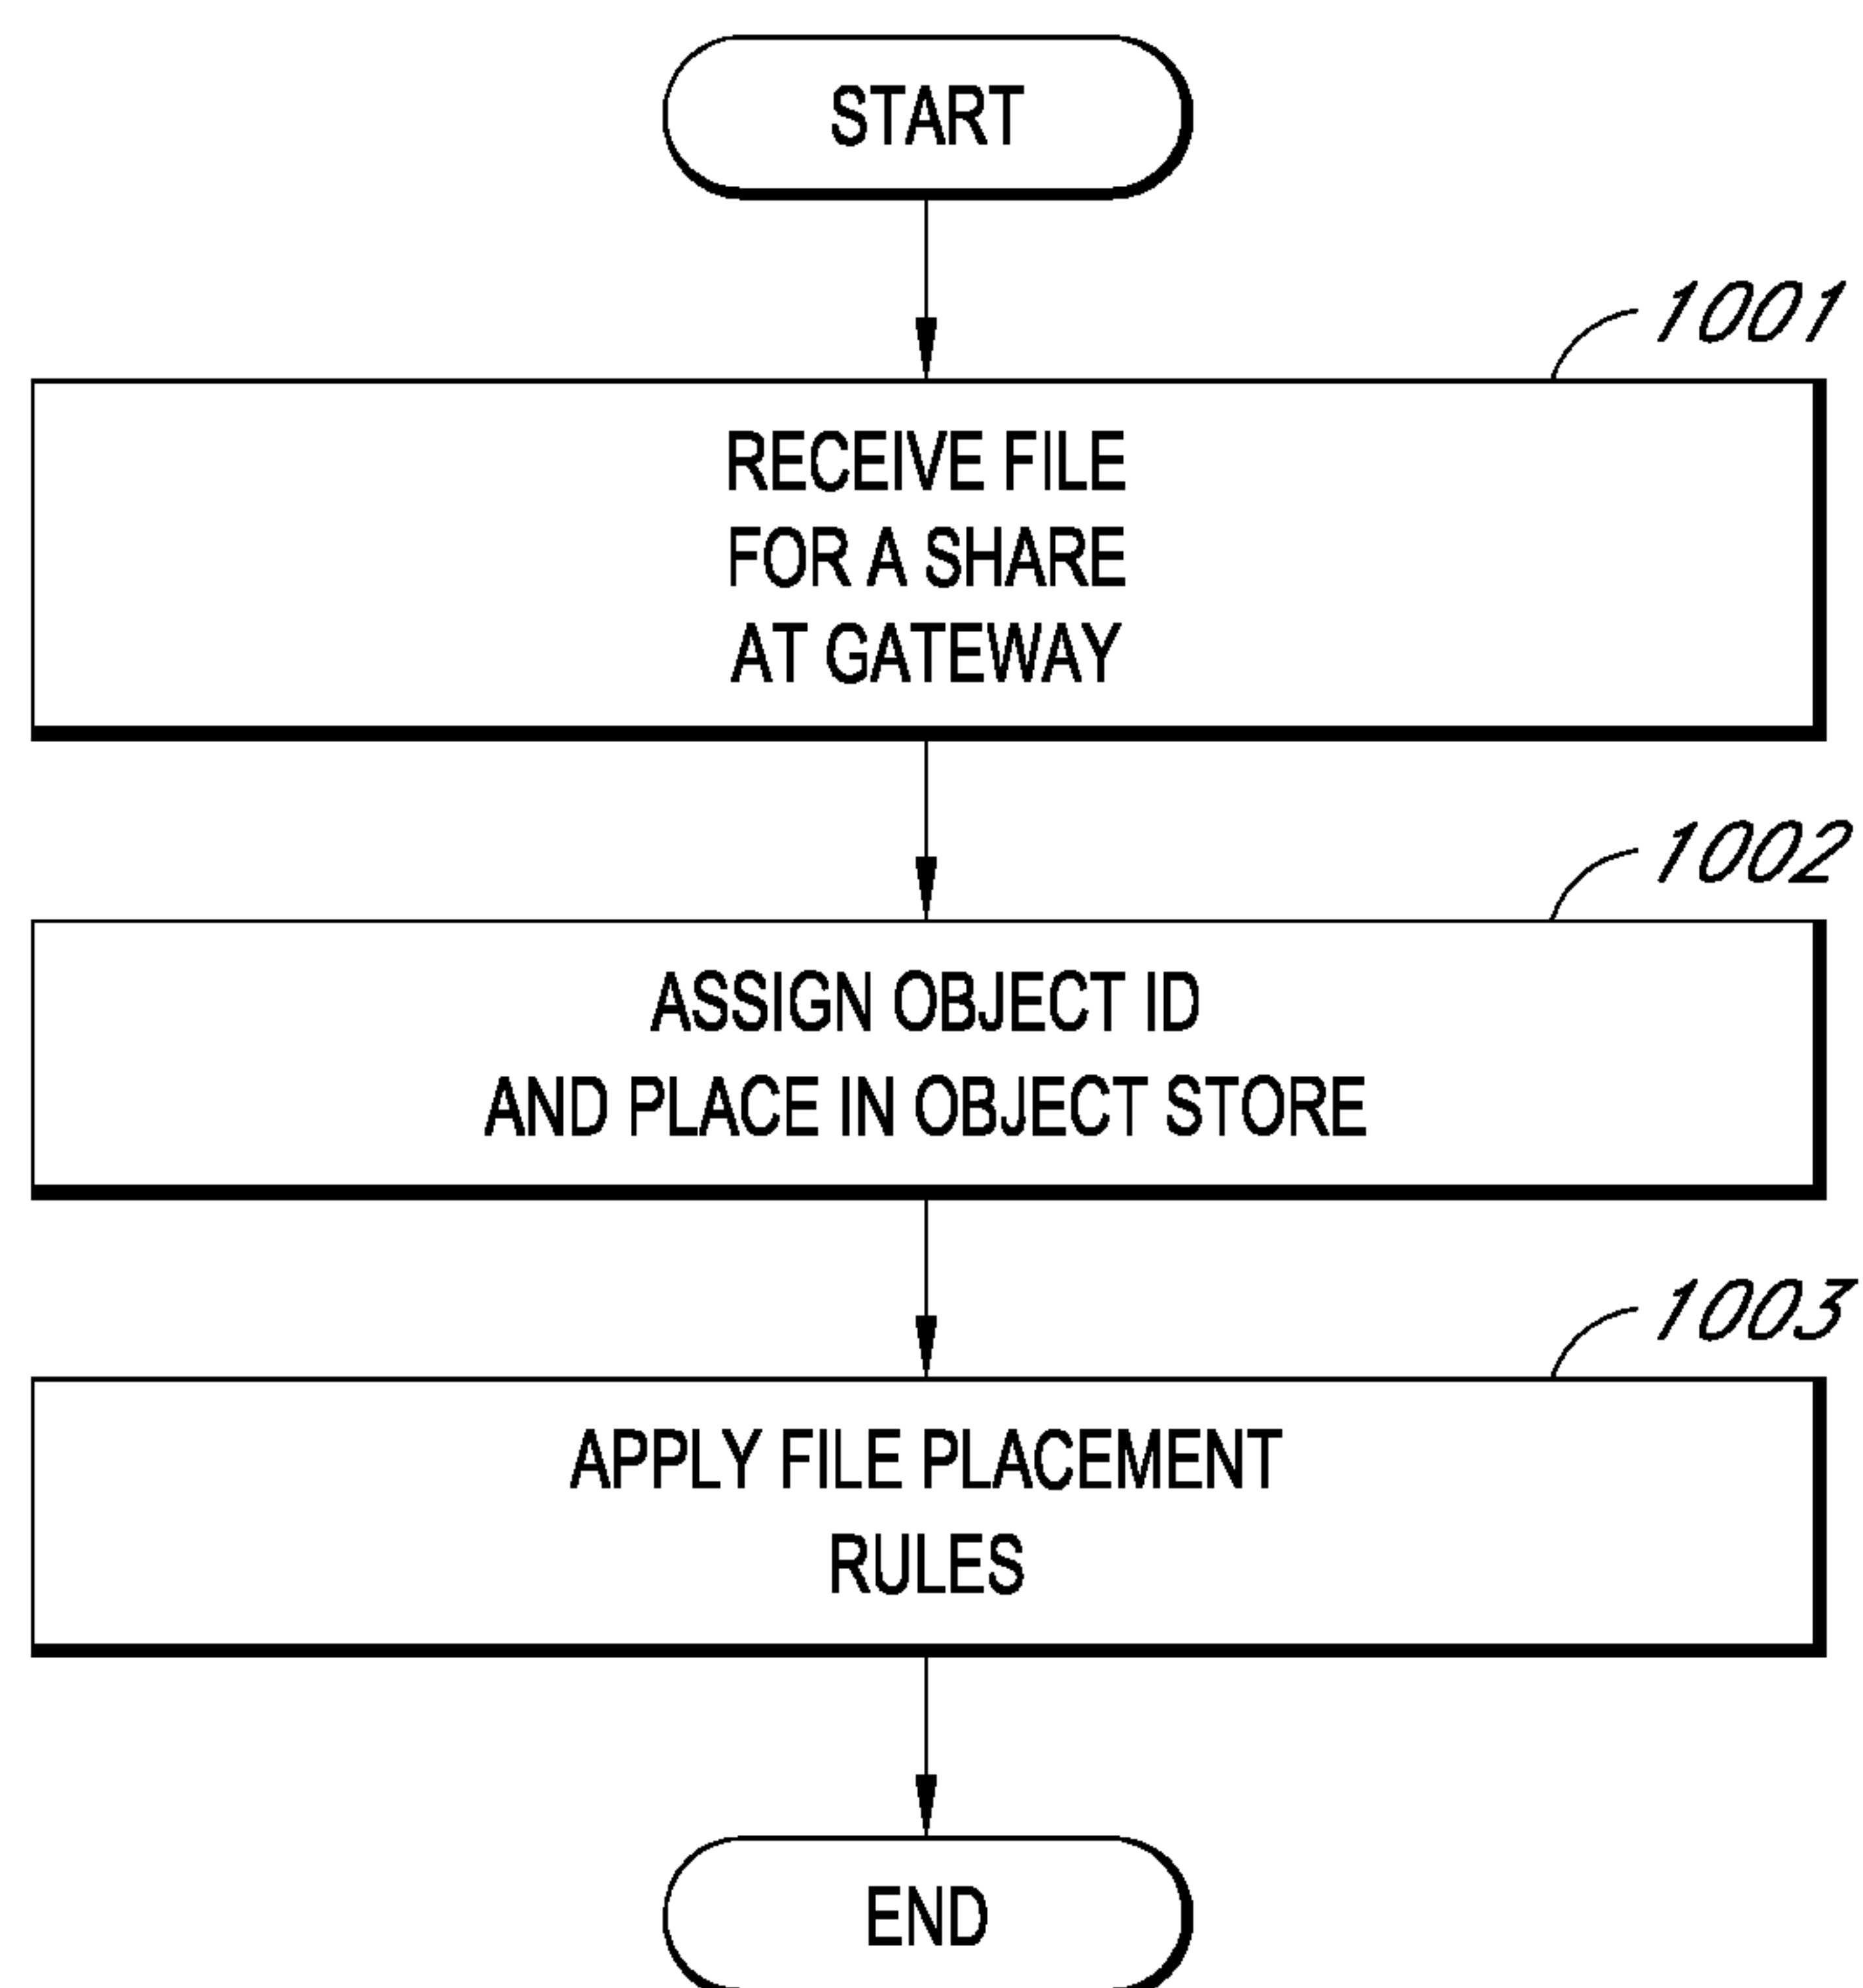 START
1001
RECEIVE FILE
FOR A SHARE
AT GATEWAY
1002
ASSIGN OBJECT ID
AND PLACE IN OBJECT STORE
1003
APPLY FILE PLACEMENT
RULES
END